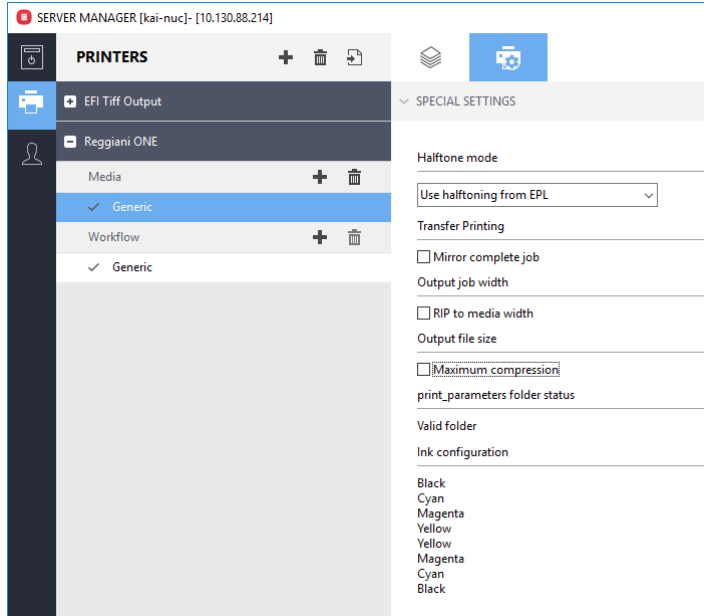 SERVER MANAGER [kai-nuc]- [10.130.88.214]
PRINTERS
EFI Tiff Output
Reggiani ONE
Media
Generic
Workflow
Generic
SPECIAL SETTINGS
Halftone mode
Use halftoning from EPL
Transfer Printing
Mirror complete job
Output job width
RIP to media width
Output file size
Maximum compression
print_parameters folder status
Valid folder
Ink configuration
Black
Cyan
Magenta
Yellow
Yellow
Magenta
Cyan
Black